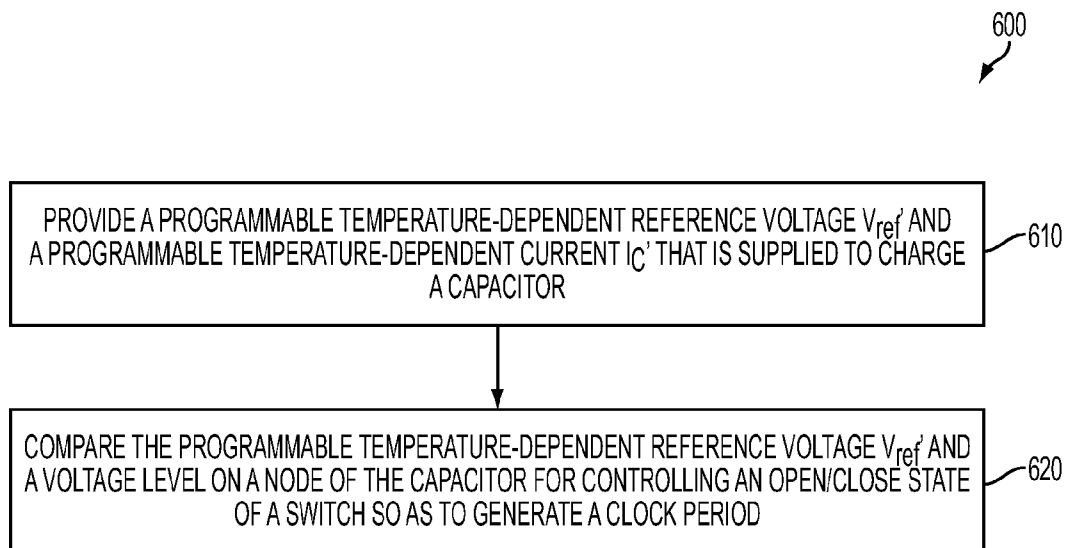 600
PROVIDE A PROGRAMMABLE TEMPERATURE-DEPENDENT REFERENCE VOLTAGE Vref' AND
A PROGRAMMABLE TEMPERATURE-DEPENDENT CURRENT IC' THAT IS SUPPLIED TO CHARGE
A CAPACITOR
610
COMPARE THE PROGRAMMABLE TEMPERATURE-DEPENDENT REFERENCE VOLTAGE Vref' AND
A VOLTAGE LEVEL ON A NODE OF THE CAPACITOR FOR CONTROLLING AN OPEN/CLOSE STATE
OF A SWITCH SO AS TO GENERATE A CLOCK PERIOD
620